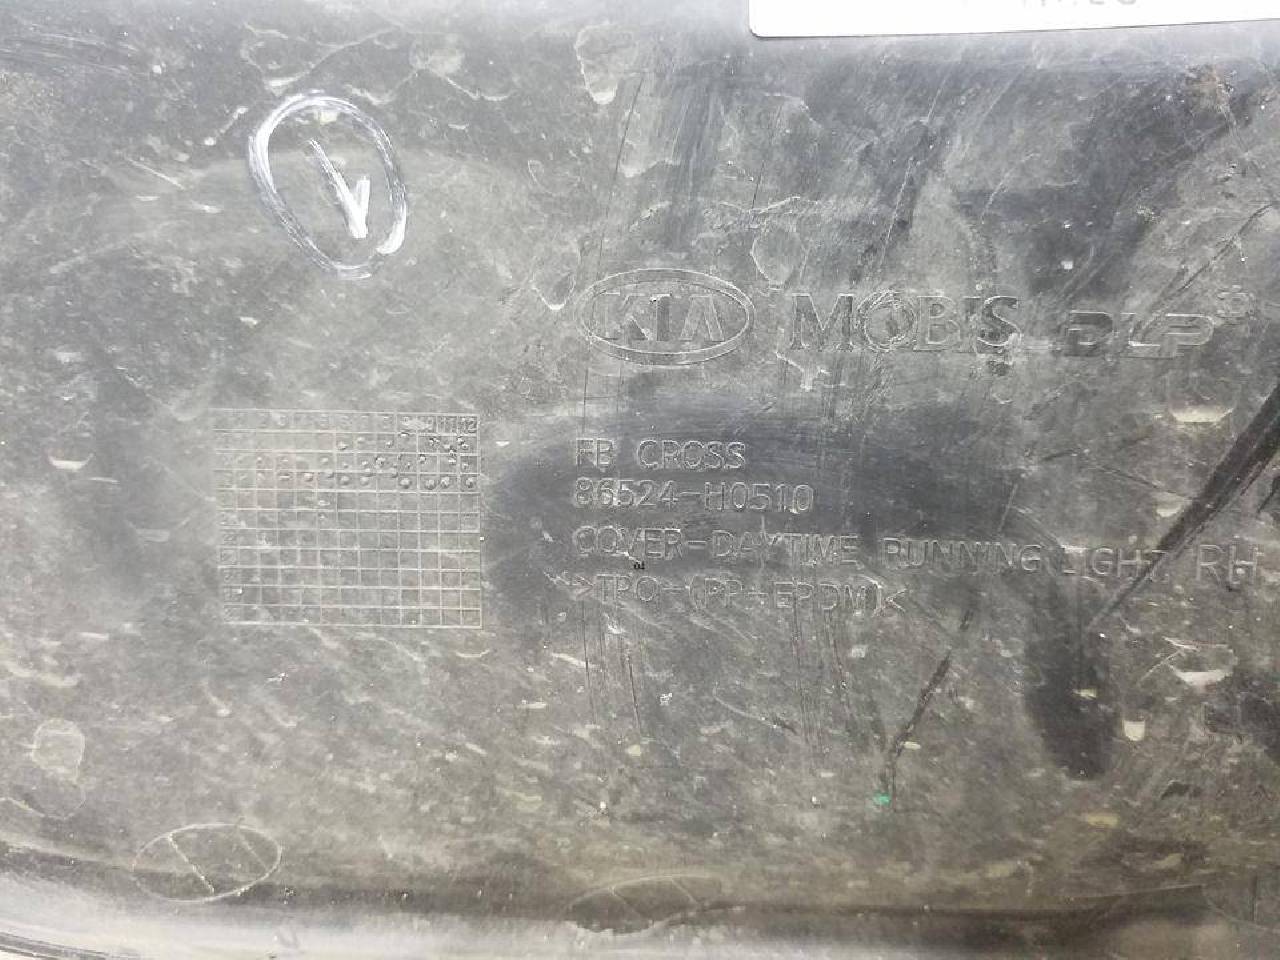 KIA MOBIS DLP
FB CROSS
86524-H0510
COVER-DAYTIME RUNNING LIGHT RH
>TPO-(PP+EPDM)<